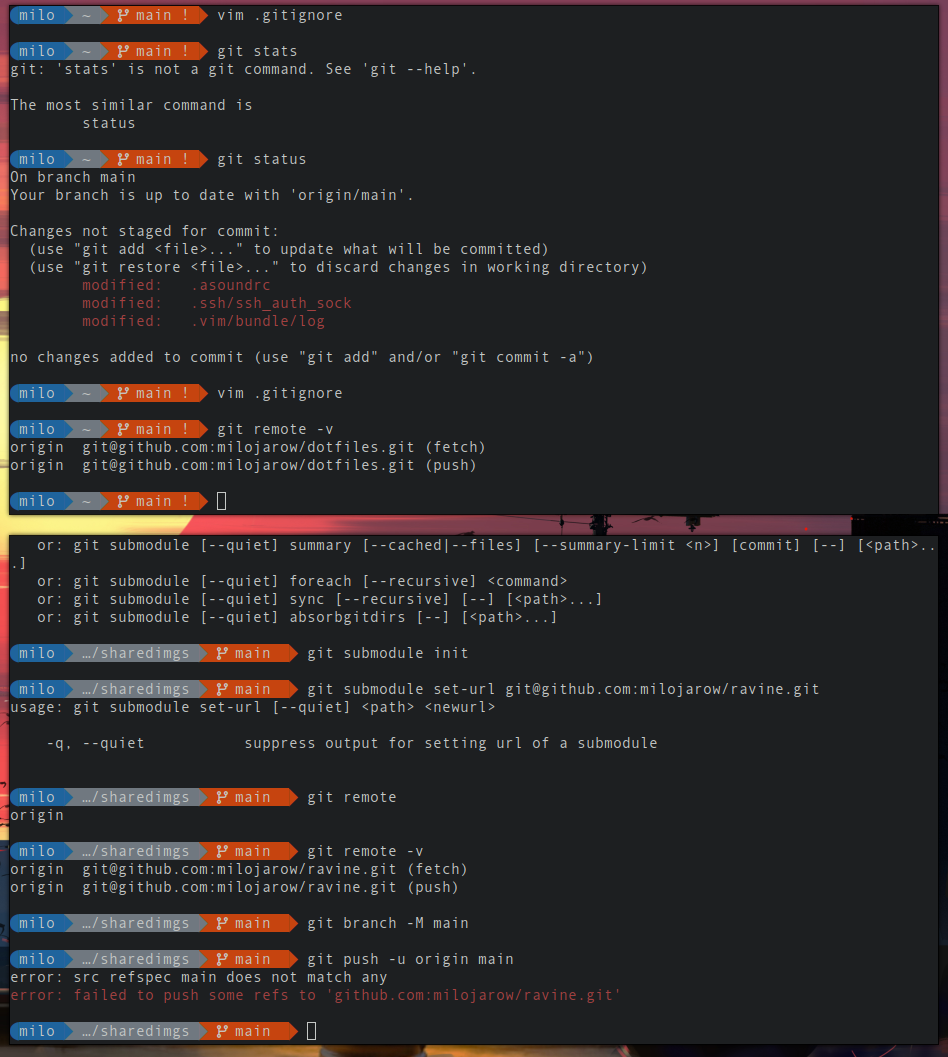 milo ~ main ! vim .gitignore
milo ~ main ! git stats
git: 'stats' is not a git command. See 'git --help'.
The most similar command is
status
milo ~ main ! git status
On branch main
Your branch is up to date with 'origin/main'.
Changes not staged for commit:
(use "git add <file>..." to update what will be committed)
(use "git restore <file>..." to discard changes in working directory)
modified: .asoundrc
modified: .ssh/ssh_auth_sock
modified: .vim/bundle/log
no changes added to commit (use "git add" and/or "git commit -a")
milo ~ main ! vim .gitignore
milo ~ main ! git remote -v
origin git@github.com:milojarow/dotfiles.git (fetch)
origin git@github.com:milojarow/dotfiles.git (push)
milo ~ main !
or: git submodule [--quiet] summary [--cached|--files] [--summary-limit <n>] [commit] [--] [<path>..
.]
or: git submodule [--quiet] foreach [--recursive] <command>
or: git submodule [--quiet] sync [--recursive] [--] [<path>...]
or: git submodule [--quiet] absorbgitdirs [--] [<path>...]
milo …/sharedimgs main git submodule init
milo …/sharedimgs main git submodule set-url git@github.com:milojarow/ravine.git
usage: git submodule set-url [--quiet] <path> <newurl>
-q, --quiet suppress output for setting url of a submodule
milo …/sharedimgs main git remote
origin
milo …/sharedimgs main git remote -v
origin git@github.com:milojarow/ravine.git (fetch)
origin git@github.com:milojarow/ravine.git (push)
milo …/sharedimgs main git branch -M main
milo …/sharedimgs main git push -u origin main
error: src refspec main does not match any
error: failed to push some refs to 'github.com:milojarow/ravine.git'
milo …/sharedimgs main